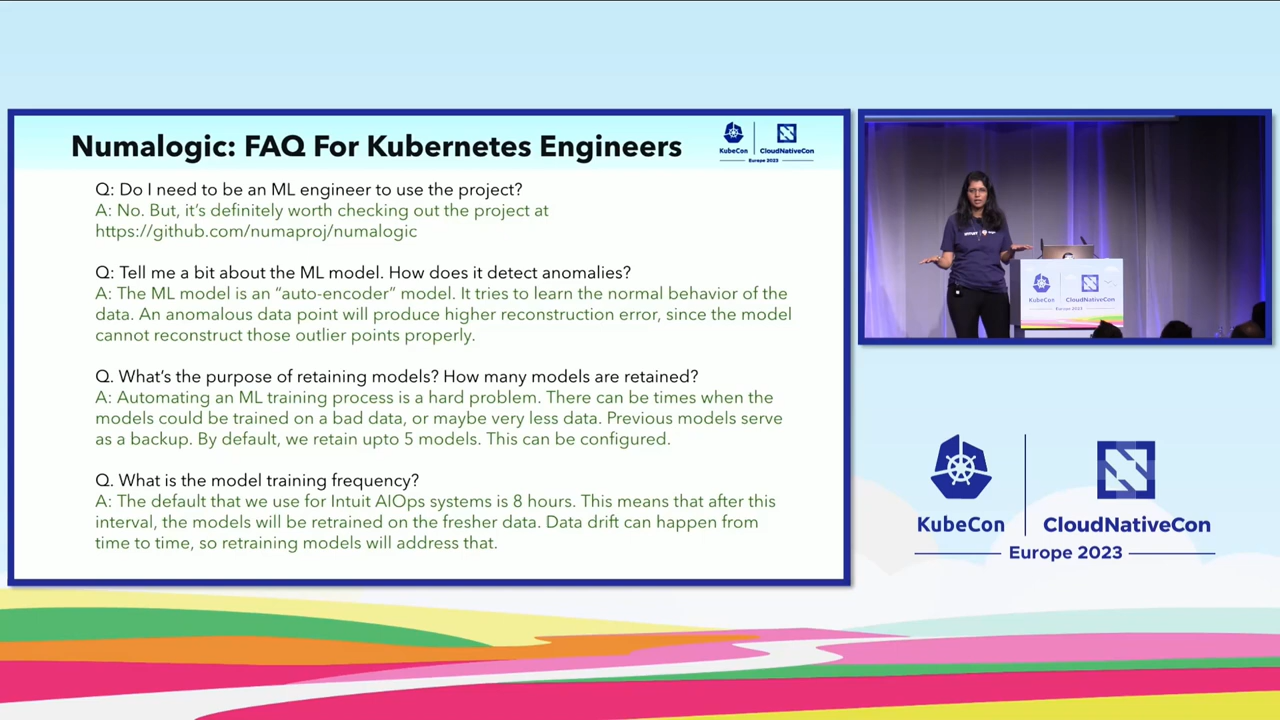 Numalogic: FAQ For Kubernetes Engineers
KubeCon
CloudNativeCon
Europe 2023
Q: Do I need to be an ML engineer to use the project?
A: No. But, it's definitely worth checking out the project at
https://github.com/numaproj/numalogic
Q: Tell me a bit about the ML model. How does it detect anomalies?
A: The ML model is an “auto-encoder” model. It tries to learn the normal behavior of the
data. An anomalous data point will produce higher reconstruction error, since the model
cannot reconstruct those outlier points properly.
Q. What's the purpose of retaining models? How many models are retained?
A: Automating an ML training process is a hard problem. There can be times when the
models could be trained on a bad data, or maybe very less data. Previous models serve
as a backup. By default, we retain upto 5 models. This can be configured.
Q. What is the model training frequency?
A: The default that we use for Intuit AIOps systems is 8 hours. This means that after this
interval, the models will be retrained on the fresher data. Data drift can happen from
time to time, so retraining models will address that.
KubeCon
CloudNativeCon
Europe 2023
KubeCon
CloudNativeCon
Europe 2023